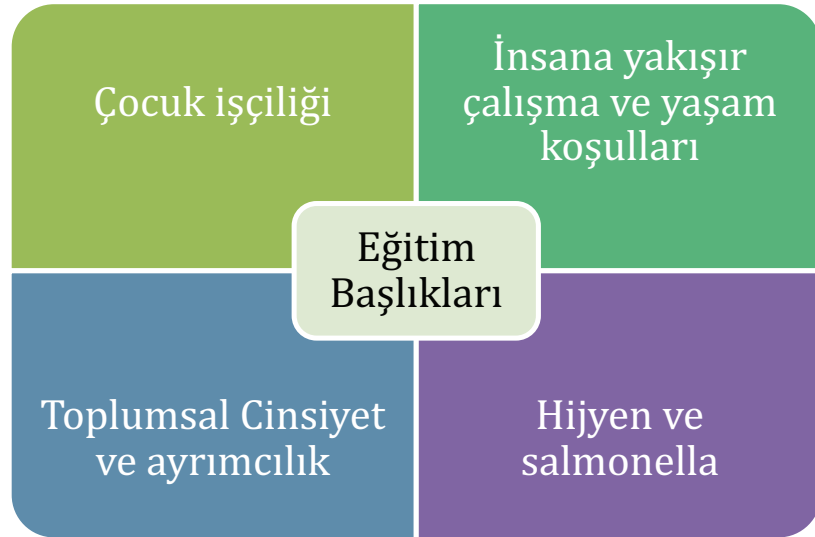 Çocuk işçiliği
İnsana yakışır
çalışma ve yaşam
koşulları
Eğitim
Başlıkları
Toplumsal Cinsiyet
ve ayrımcılık
Hijyen ve
salmonella